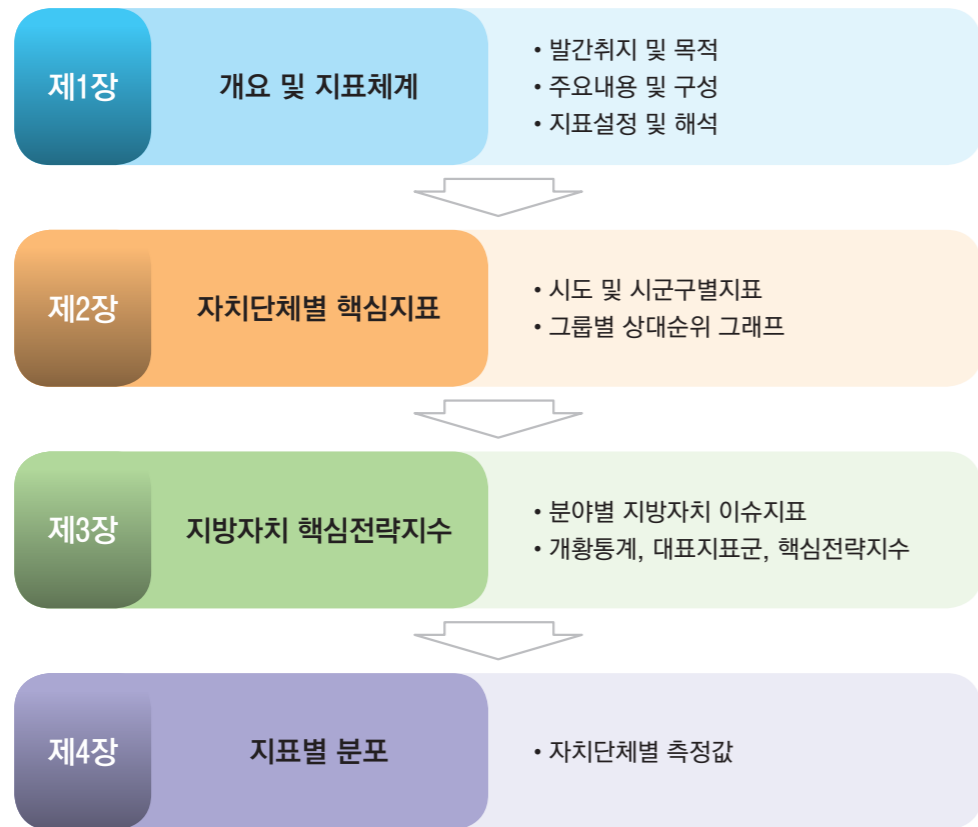 제1장
개요 및 지표체계
• 발간취지 및 목적
• 주요내용 및 구성
• 지표설정 및 해석
제2장
자치단체별 핵심지표
• 시도 및 시군구별지표
• 그룹별 상대순위 그래프
제3장
지방자치 핵심전략지수
• 분야별 지방자치 이슈지표
• 개황통계, 대표지표군, 핵심전략지수
제4장
지표별 분포
• 자치단체별 측정값